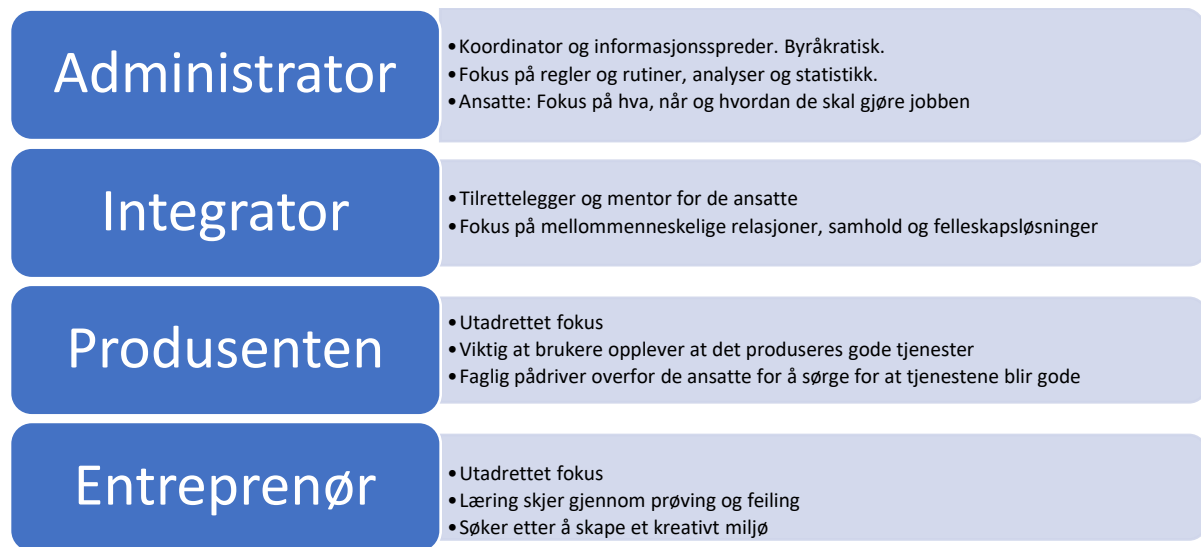 Administrator
•Koordinator og informasjonsspreder. Byråkratisk.
•Fokus på regler og rutiner, analyser og statistikk.
•Ansatte: Fokus på hva, når og hvordan de skal gjøre jobben
Integrator
•Tilrettelegger og mentor for de ansatte
•Fokus på mellommenneskelige relasjoner, samhold og felleskapsløsninger
Produsenten
•Utadrettet fokus
•Viktig at brukere opplever at det produseres gode tjenester
•Faglig pådriver overfor de ansatte for å sørge for at tjenestene blir gode
Entreprenør
•Utadrettet fokus
•Læring skjer gjennom prøving og feiling
•Søker etter å skape et kreativt miljø